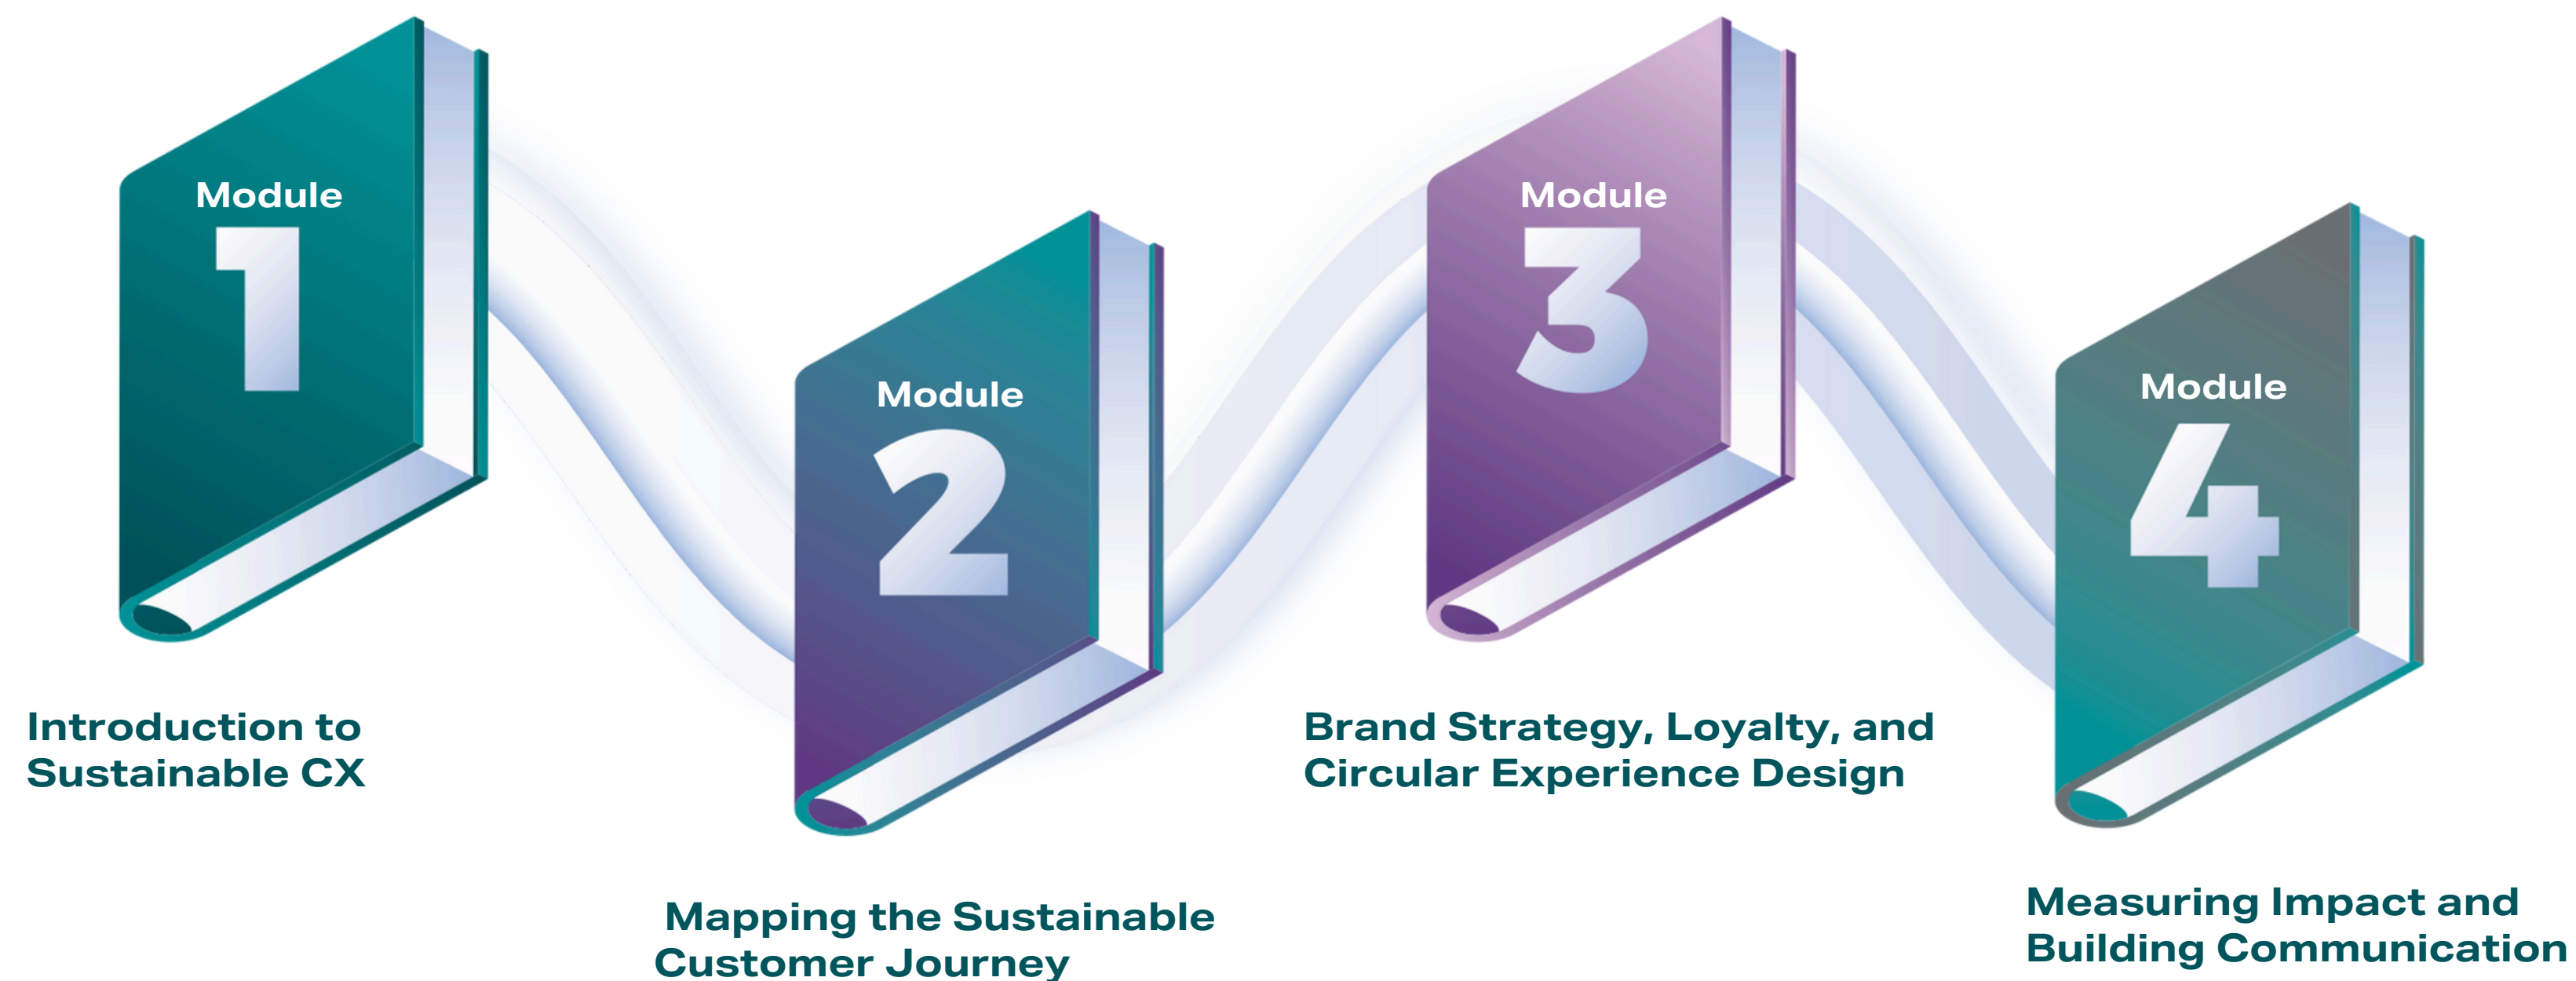 Module
1
Introduction to
Sustainable CX
Module
2
Mapping the Sustainable
Customer Journey
Module
3
Brand Strategy, Loyalty, and
Circular Experience Design
Module
4
Measuring Impact and
Building Communication